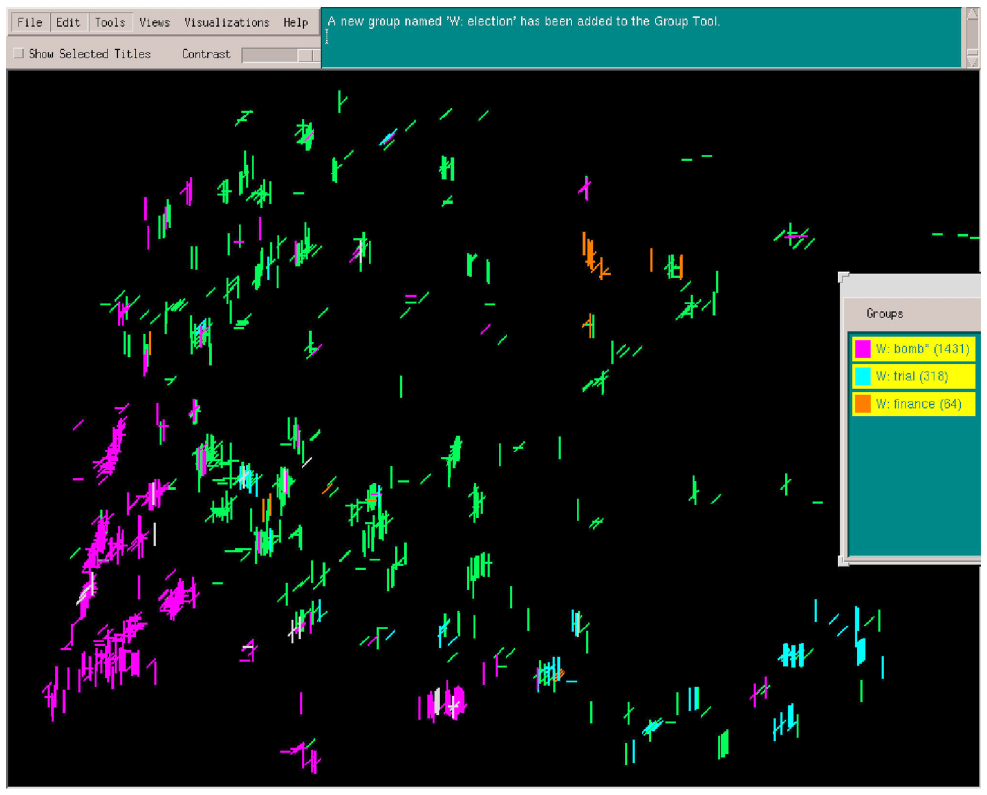 File Edit Tools Views Visualizations Help
A new group named 'W: election' has been added to the Group Tool.
Show Selected Titles Contrast
Groups
W: bomb* (1431)
W: trial (318)
W: finance (64)